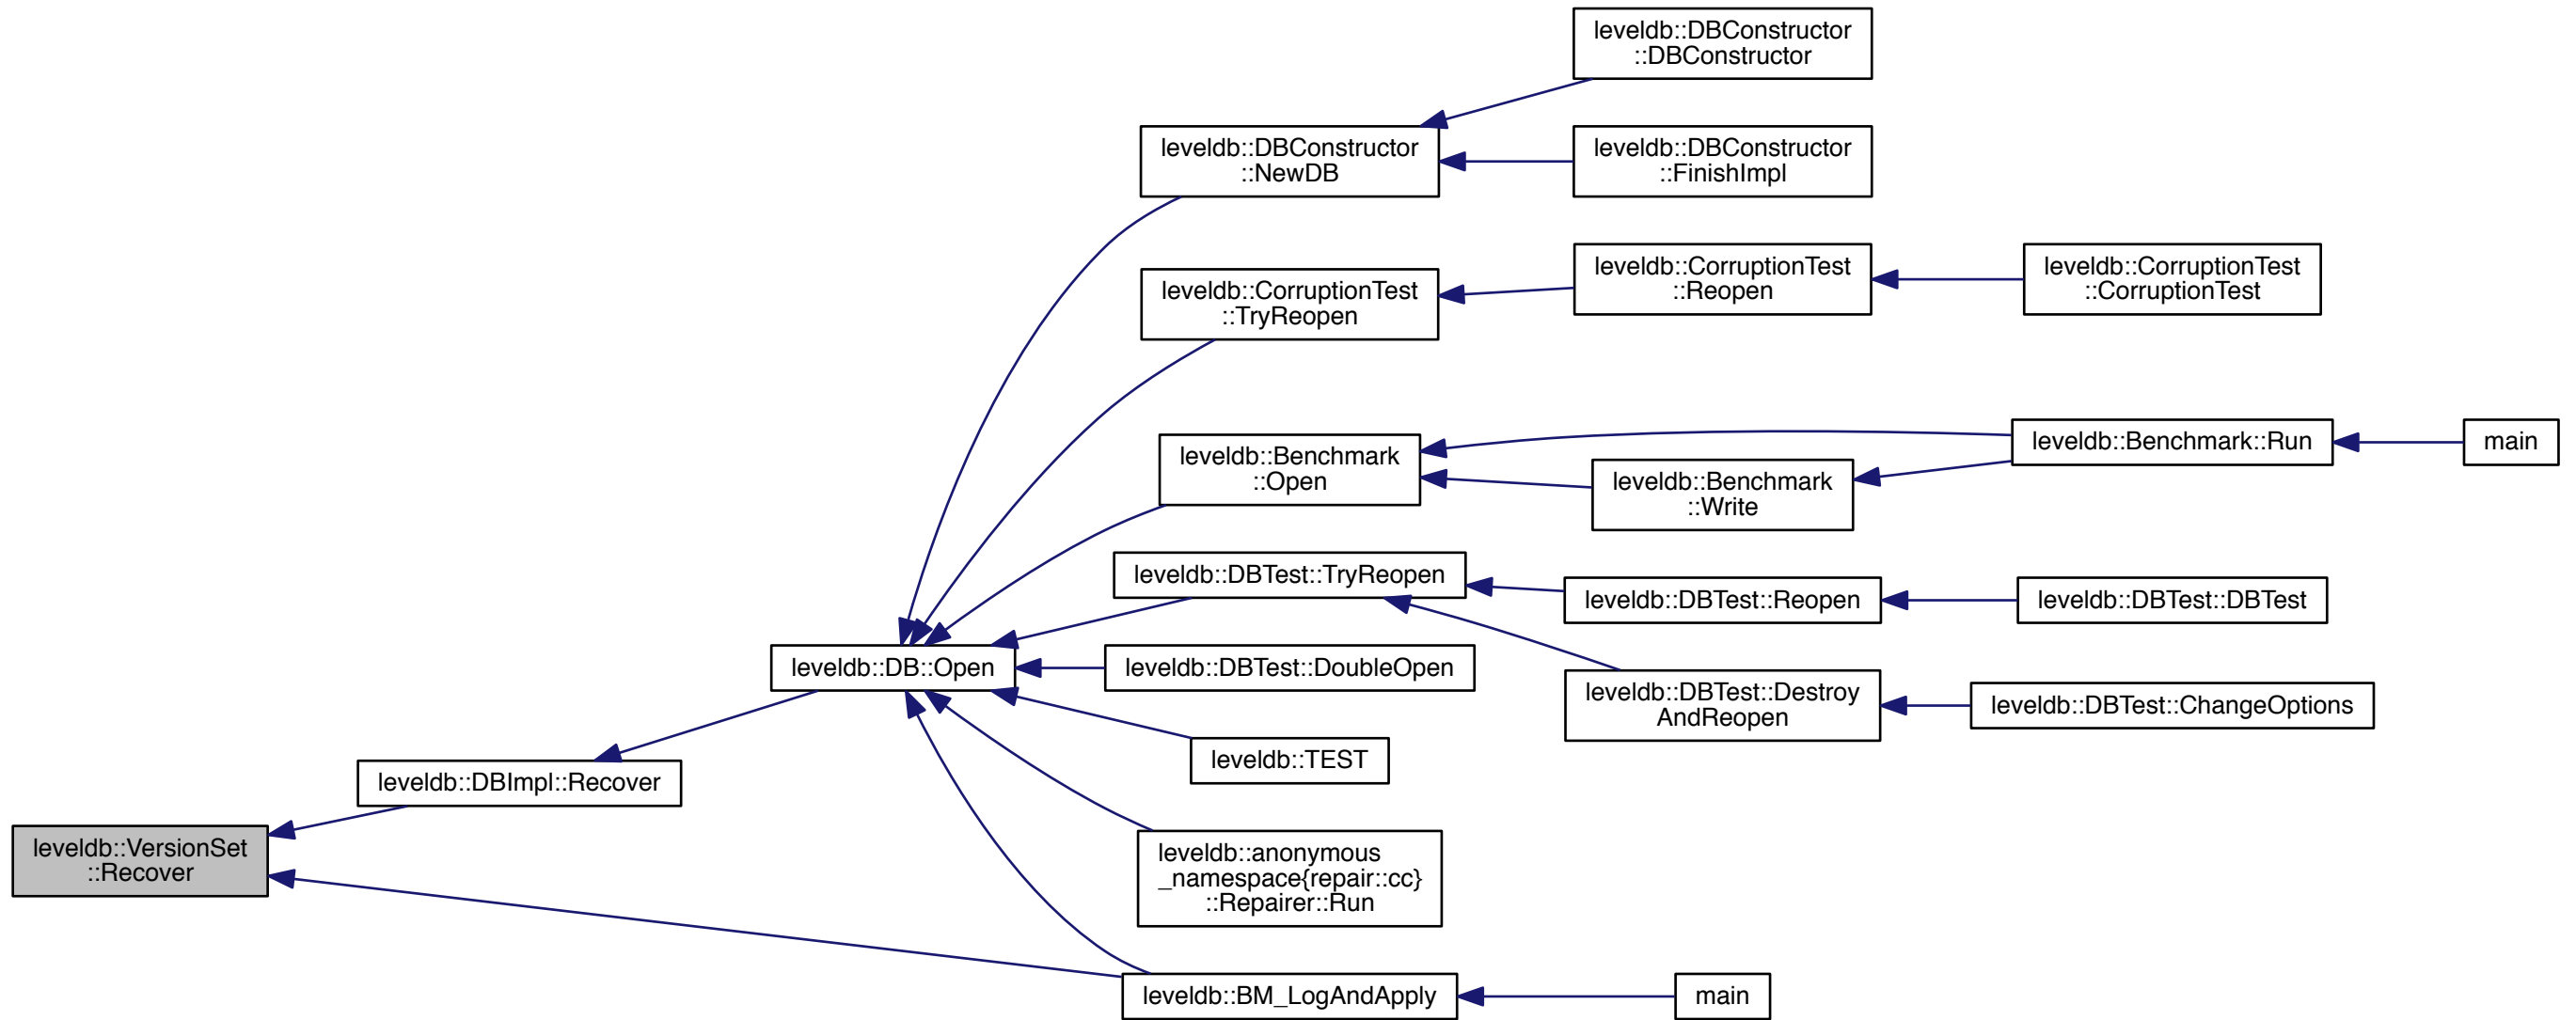 leveldb::DBConstructor
::DBConstructor
leveldb::DBConstructor
::NewDB
leveldb::DBConstructor
::FinishImpl
leveldb::CorruptionTest
::TryReopen
leveldb::CorruptionTest
::Reopen
leveldb::CorruptionTest
::CorruptionTest
leveldb::Benchmark
::Open
leveldb::Benchmark::Run
main
leveldb::Benchmark
::Write
leveldb::DBTest::TryReopen
leveldb::DBTest::Reopen
leveldb::DBTest::DBTest
leveldb::DB::Open
leveldb::DBTest::DoubleOpen
leveldb::DBTest::Destroy
AndReopen
leveldb::DBTest::ChangeOptions
leveldb::TEST
leveldb::DBImpl::Recover
leveldb::VersionSet
::Recover
leveldb::anonymous
_namespace{repair::cc}
::Repairer::Run
leveldb::BM_LogAndApply
main